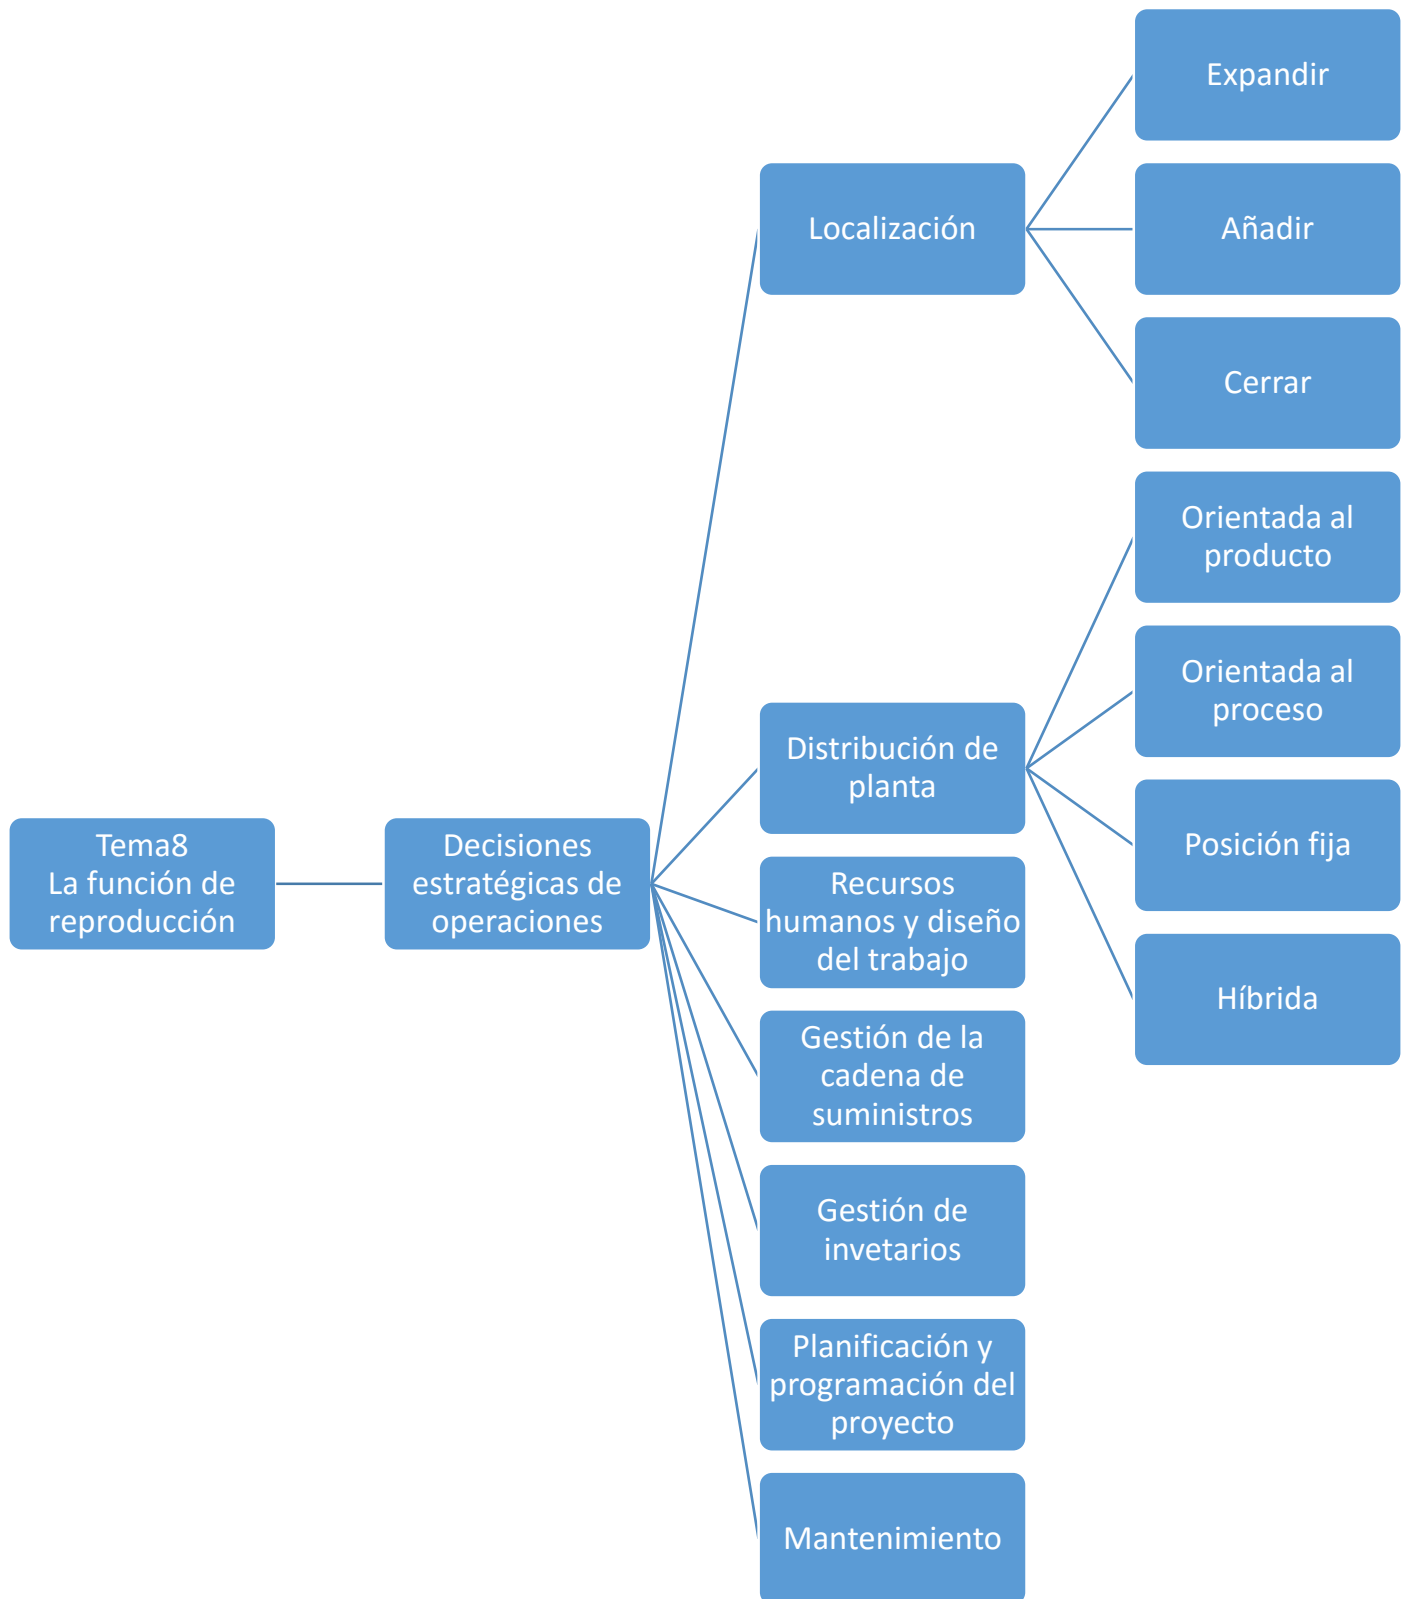 Tema8
La función de
reproducción
Decisiones
estratégicas de
operaciones
Localización
Expandir
Añadir
Cerrar
Distribución de
planta
Orientada al
producto
Orientada al
proceso
Posición fija
Híbrida
Recursos
humanos y diseño
del trabajo
Gestión de la
cadena de
suministros
Gestión de
invetarios
Planificación y
programación del
proyecto
Mantenimiento